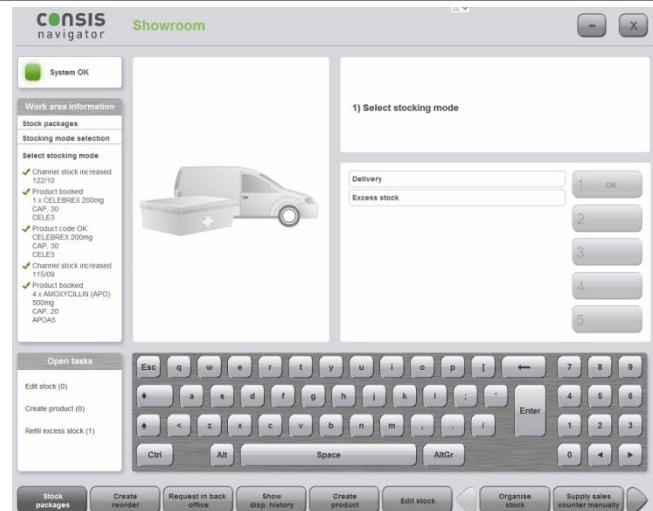 CONSIS
navigator
Showroom
-
X
System OK
Work area information
Stock packages
Stocking mode selection
Select stocking mode
Channel stock increased
122/10
Product booked
1 x CELEBREX 200mg
CAP, 30
CELE3
Product code OK
CELEBREX 200mg
CAP, 30
CELE3
Channel stock increased
115/09
Product booked
4 x AMOXYCILLIN (APO)
500mg
CAP, 20
APOA5
1) Select stocking mode
Delivery
Excess stock
1 OK
2
3
4
5
Open tasks
Edit stock (0)
Create product (0)
Refill excess stock (1)
Esc q w e r t y u i o p [ ←
a s d f g h j k l ; '
< z x c v b n m , . /
Enter
Ctrl Alt Space AltGr
7 8 9
4 5 6
1 2 3
0
Stock
packages
Create
reorder
Request in back
office
Show
disp. history
Create
product
Edit stock
Organise
stock
Supply sales
counter manually